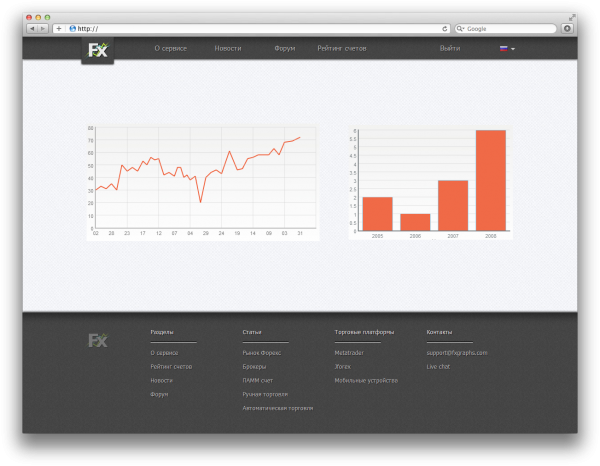 http://
Google
Fx
О сервисе
Новости
Форум
Рейтинг счетов
Выйти
80
70
60
50
40
30
20
10
0
02 28 23 17 12 07 04 29 24 19 14 09 03 31
6
5.5
5
4.5
4
3.5
3
2.5
2
1.5
1
0.5
0
2005 2006 2007 2008
Fx
Разделы
О сервисе
Рейтинг счетов
Новости
Форум
Статьи
Рынок Форекс
Брокеры
ПАММ счет
Ручная торговля
Автоматическая торговля
Торговые платформы
Metatrader
Jforex
Мобильные устройства
Контакты
support@fxgraphs.com
Live chat